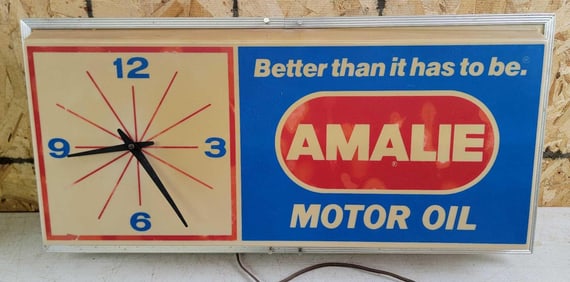 12
9
3
6
Better than it has to be.
AMALIE
MOTOR OIL